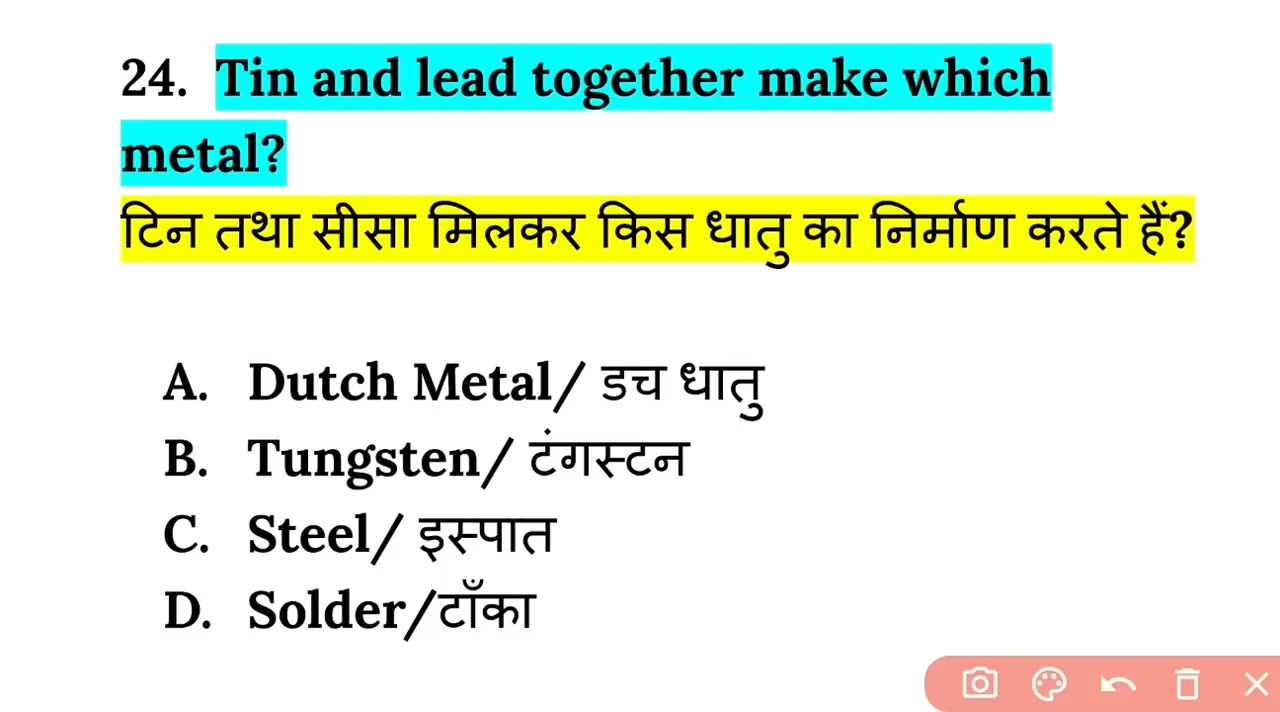 24. Tin and lead together make which
metal?
टिन तथा सीसा मिलकर किस धातु का निर्माण करते हैं?
A. Dutch Metal/ डच धातु
B. Tungsten/ टंगस्टन
C. Steel/ इस्पात
D. Solder/टाँका